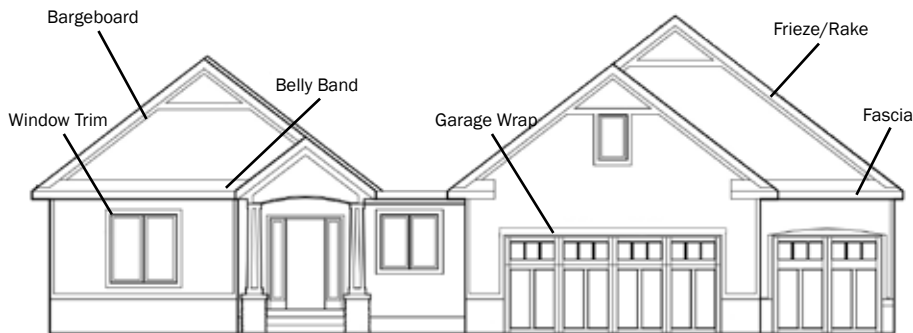 Bargeboard
Frieze/Rake
Belly Band
Window Trim
Garage Wrap
Fascia